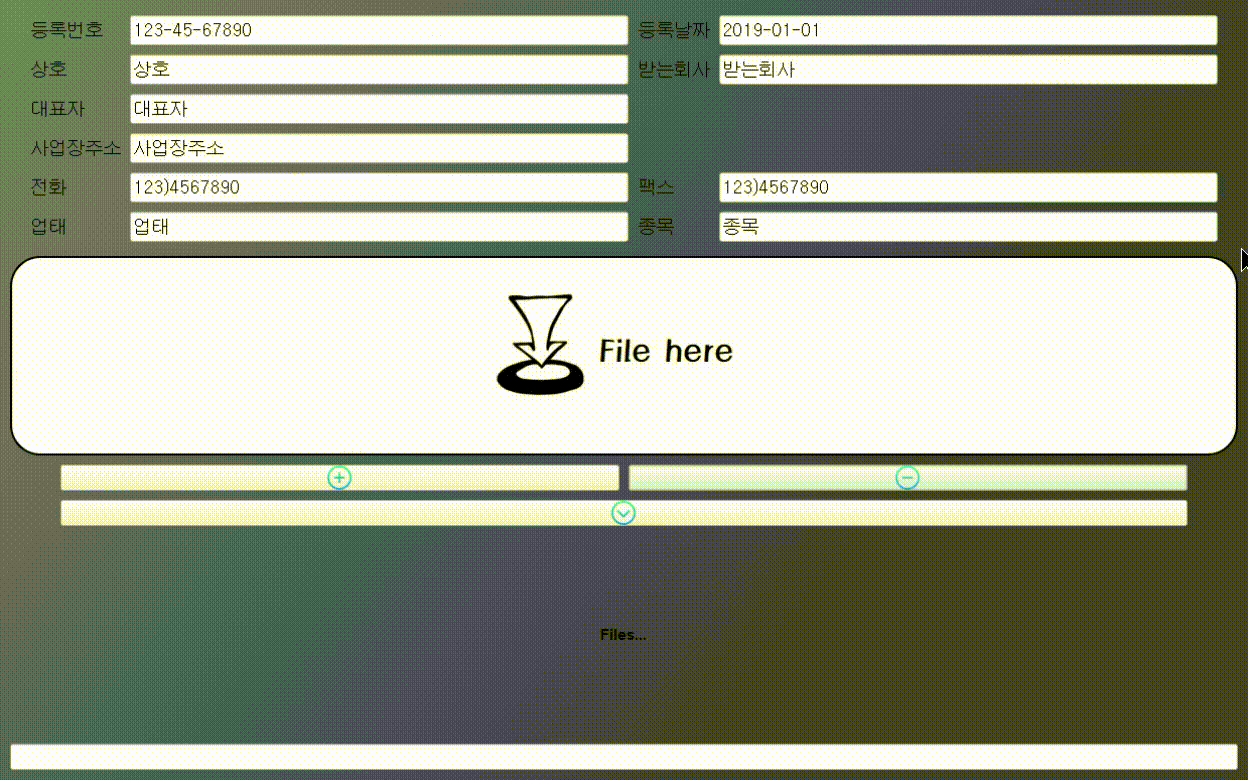 등록번호 123-45-67890 등록날짜 2019-01-01
상호 상호 받는회사 받는회사
대표자 대표자
사업장주소 사업장주소
전화 123)4567890 팩스 123)4567890
업태 업태 종목 종목
File here
Files...